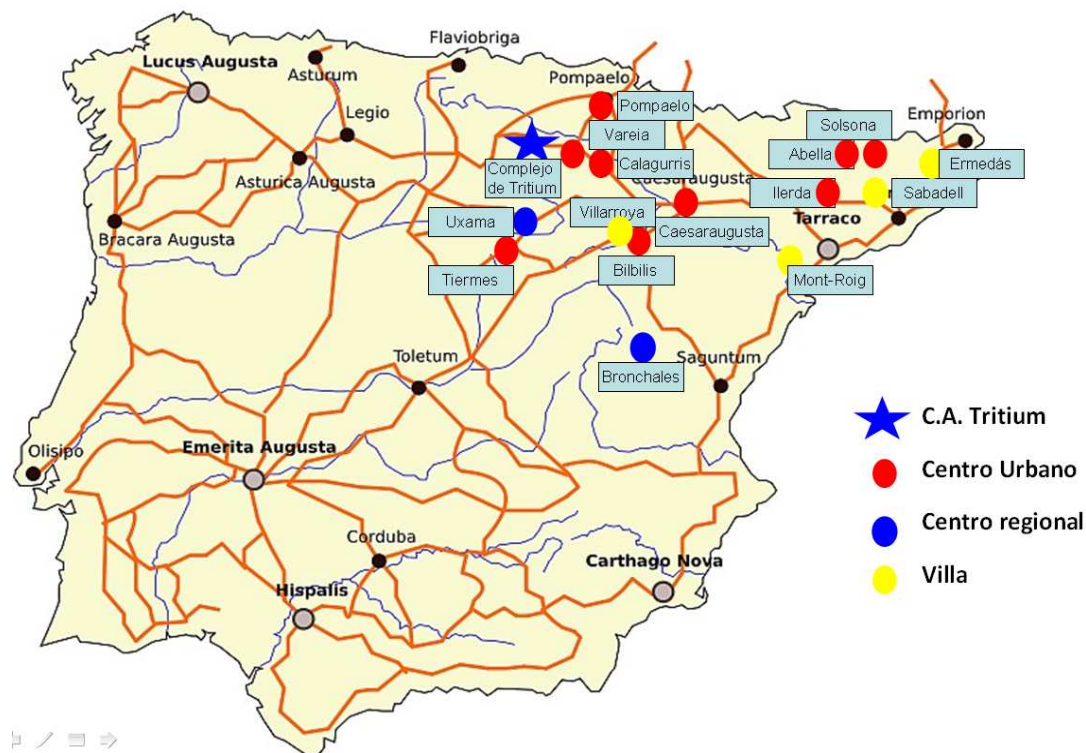 Flaviobriga
Lucus Augusta
Asturum
Pompaelo
Pompaelo
Legio
Vareia
Solsona
Emporion
Abella
Ermedás
Complejo
de Tritium
Calagurris
Asturica Augusta
Ilerda
Sabadell
Uxama
Villarroya
Caesaraugusta
Tarraco
Bracara Augusta
Tiermes
Bilbilis
Mont-Roig
Toletum
Saguntum
Bronchales
C.A. Tritium
Olisipo
Emerita Augusta
Centro Urbano
Centro regional
Corduba
Carthago Nova
Hispalis
Villa